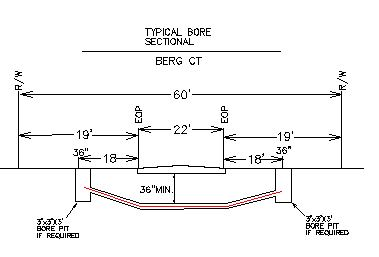 TYPICAL BORE
SECTIONAL
BERG CT
R/W
R/W
60'
EOP
EOP
19'
22'
19'
36"
36"
18'
18'
36"MIN.
3'x3'x3'
BORE PIT
IF REQUIRED
3'x3'x3'
BORE PIT
IF REQUIRED